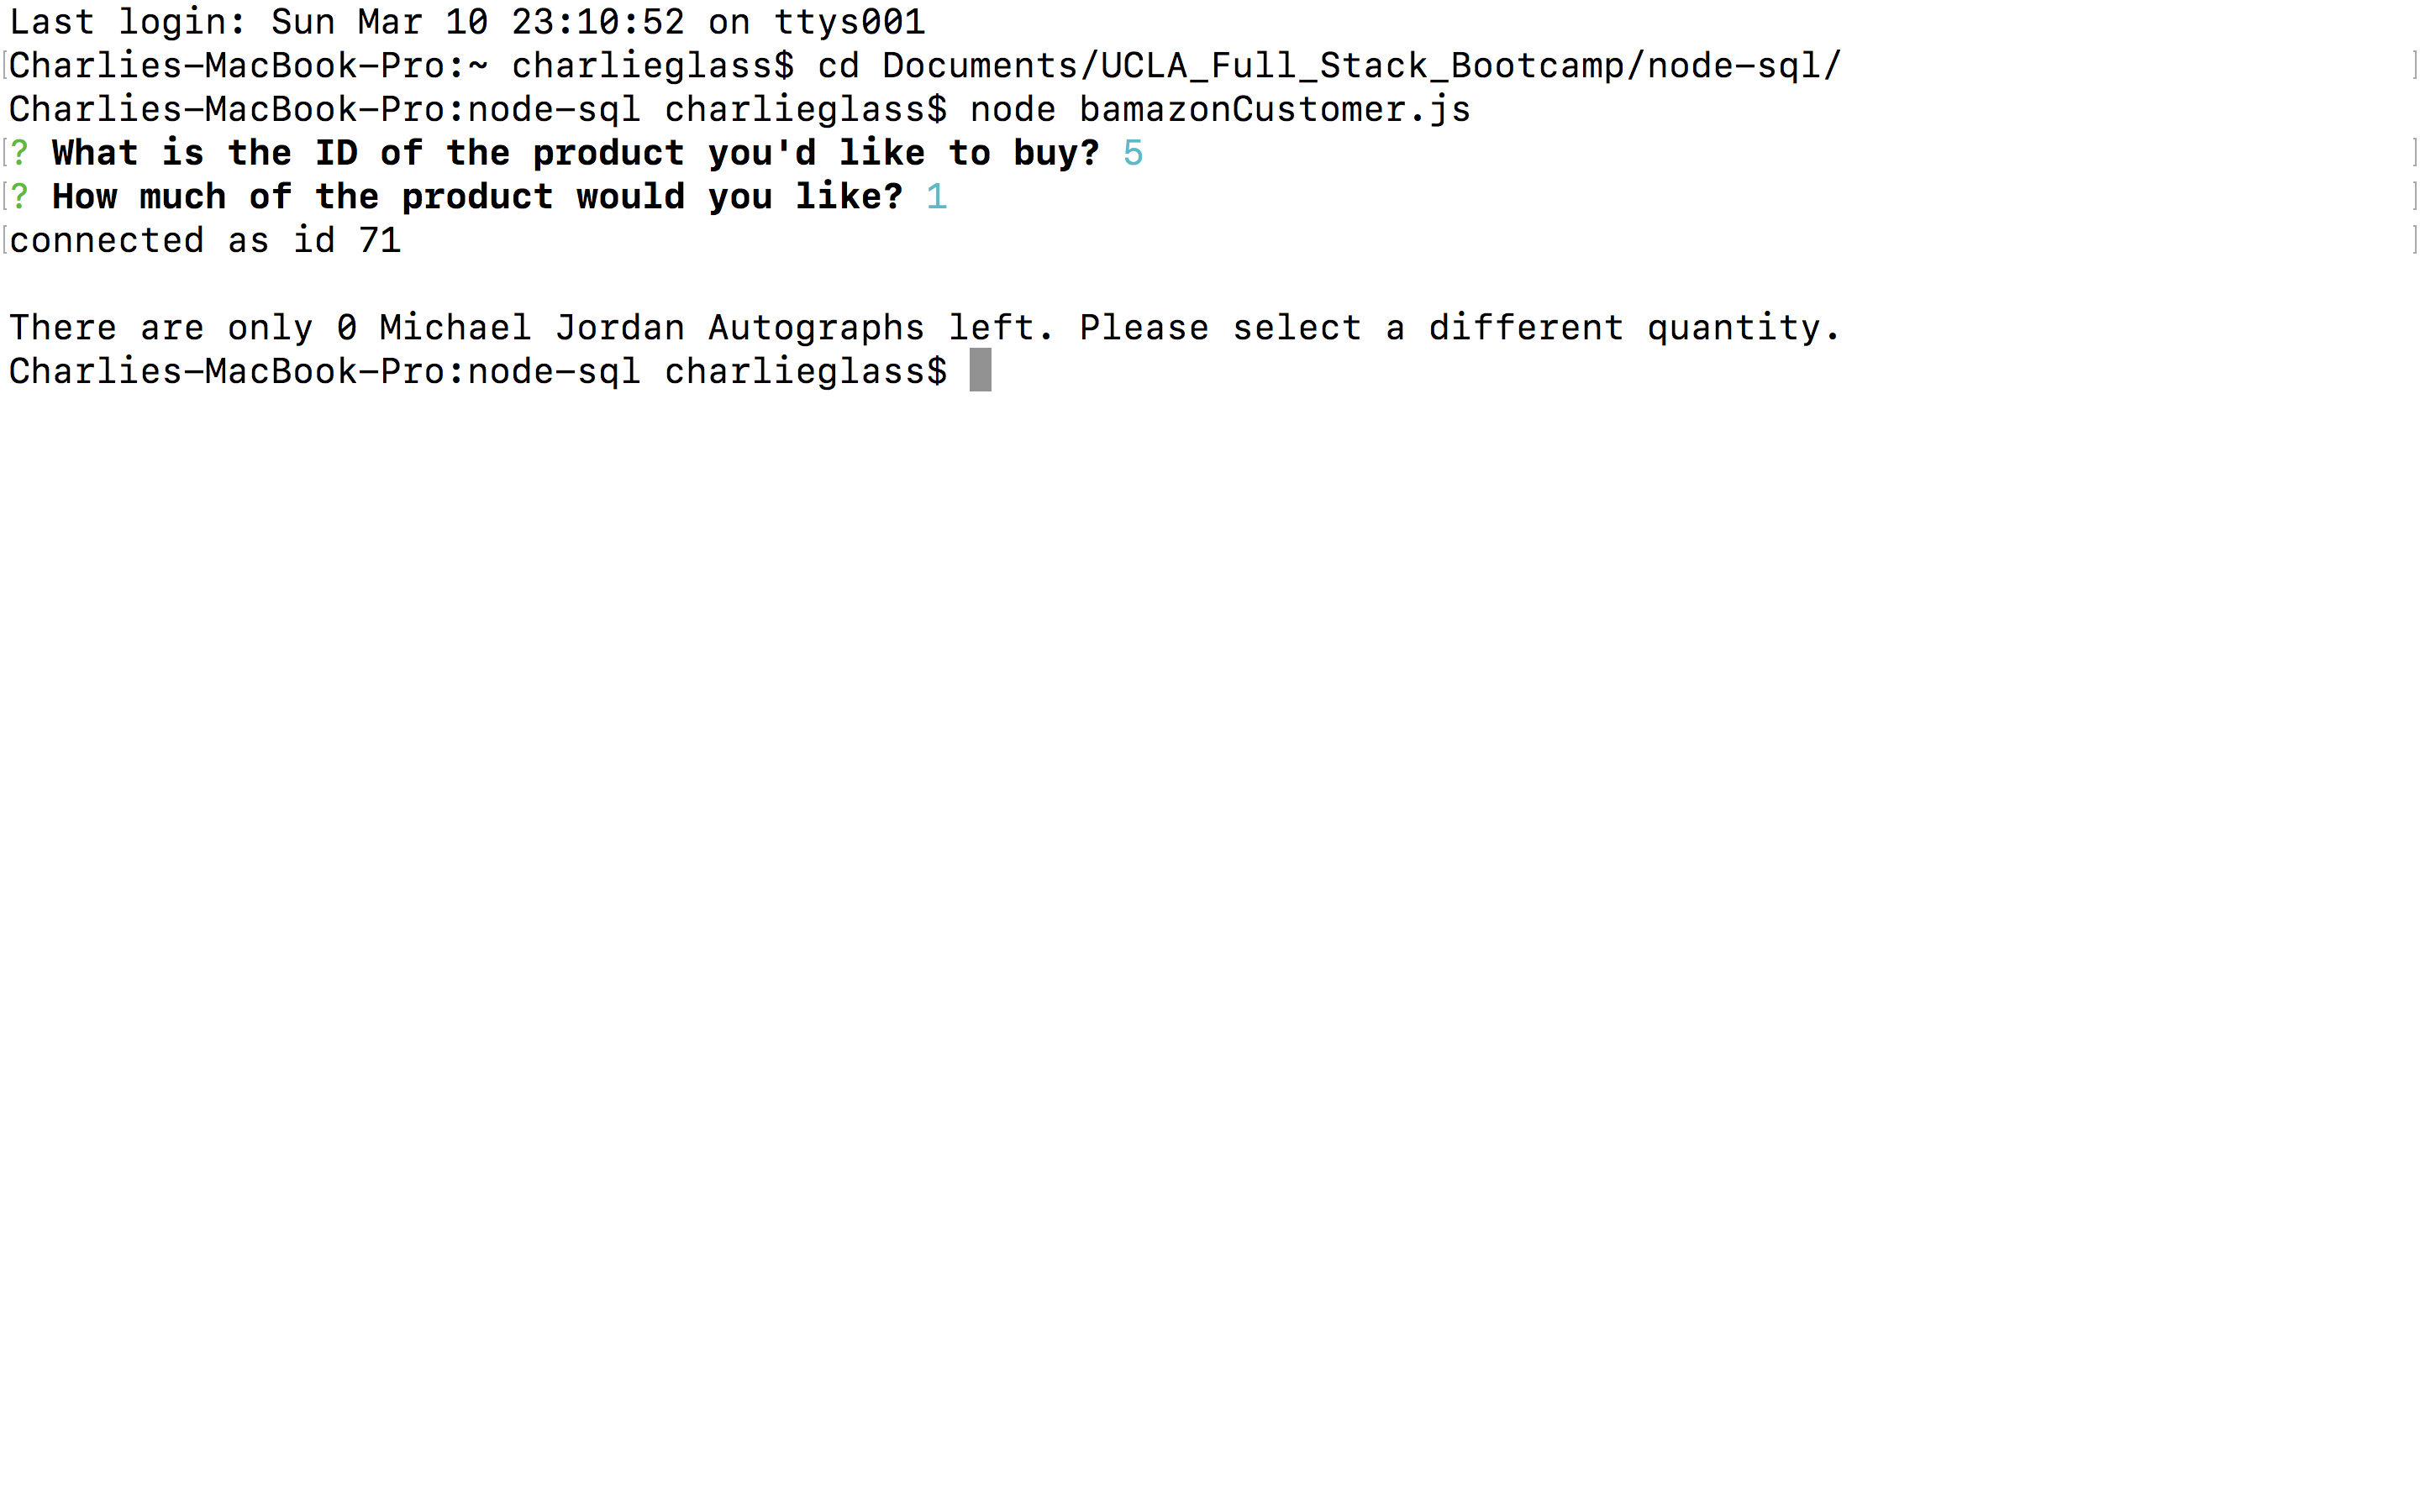 Last login: Sun Mar 10 23:10:52 on ttys001
[Charlies-MacBook-Pro:~ charlieglass$ cd Documents/UCLA_Full_Stack_Bootcamp/node-sql/ ]
Charlies-MacBook-Pro:node-sql charlieglass$ node bamazonCustomer.js
[? What is the ID of the product you'd like to buy? 5 ]
[? How much of the product would you like? 1 ]
[connected as id 71 ]
There are only 0 Michael Jordan Autographs left. Please select a different quantity.
Charlies-MacBook-Pro:node-sql charlieglass$